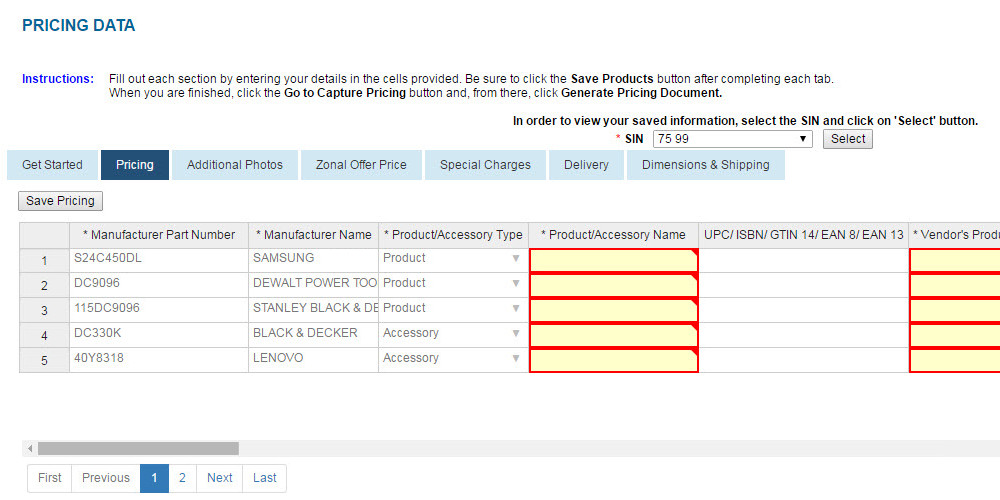 PRICING DATA
Instructions: Fill out each section by entering your details in the cells provided. Be sure to click the Save Products button after completing each tab.
When you are finished, click the Go to Capture Pricing button and, from there, click Generate Pricing Document.
In order to view your saved information, select the SIN and click on 'Select' button.
* SIN 75 99 Select
Get Started Pricing Additional Photos Zonal Offer Price Special Charges Delivery Dimensions & Shipping
Save Pricing
* Manufacturer Part Number * Manufacturer Name * Product/Accessory Type * Product/Accessory Name UPC/ ISBN/ GTIN 14/ EAN 8/ EAN 13 * Vendor's Produ
1 S24C450DL SAMSUNG Product
2 DC9096 DEWALT POWER TOO Product
3 115DC9096 STANLEY BLACK & DE Product
4 DC330K BLACK & DECKER Accessory
5 40Y8318 LENOVO Accessory
First Previous 1 2 Next Last